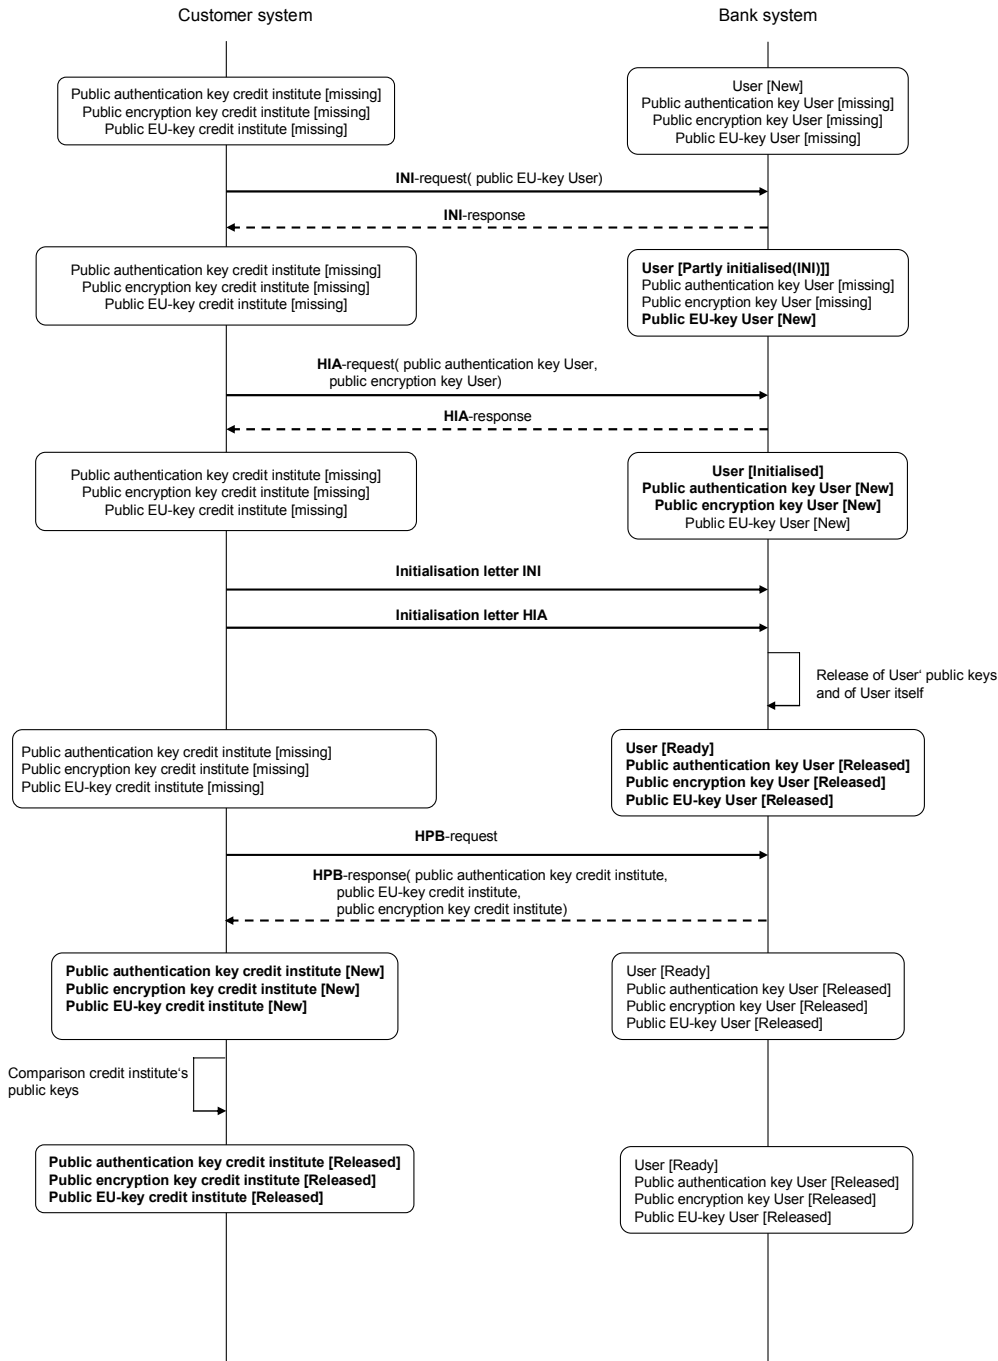 Customer system
Bank system
Public authentication key credit institute [missing]
Public encryption key credit institute [missing]
Public EU-key credit institute [missing]
User [New]
Public authentication key User [missing]
Public encryption key User [missing]
Public EU-key User [missing]
INI-request( public EU-key User)
INI-response
Public authentication key credit institute [missing]
Public encryption key credit institute [missing]
Public EU-key credit institute [missing]
User [Partly initialised(INI)]]
Public authentication key User [missing]
Public encryption key User [missing]
Public EU-key User [New]
HIA-request( public authentication key User,
public encryption key User)
HIA-response
Public authentication key credit institute [missing]
Public encryption key credit institute [missing]
Public EU-key credit institute [missing]
User [Initialised]
Public authentication key User [New]
Public encryption key User [New]
Public EU-key User [New]
Initialisation letter INI
Initialisation letter HIA
Release of User‘ public keys
and of User itself
Public authentication key credit institute [missing]
Public encryption key credit institute [missing]
Public EU-key credit institute [missing]
User [Ready]
Public authentication key User [Released]
Public encryption key User [Released]
Public EU-key User [Released]
HPB-request
HPB-response( public authentication key credit institute,
public EU-key credit institute,
public encryption key credit institute)
Public authentication key credit institute [New]
Public encryption key credit institute [New]
Public EU-key credit institute [New]
User [Ready]
Public authentication key User [Released]
Public encryption key User [Released]
Public EU-key User [Released]
Comparison credit institute‘s
public keys
Public authentication key credit institute [Released]
Public encryption key credit institute [Released]
Public EU-key credit institute [Released]
User [Ready]
Public authentication key User [Released]
Public encryption key User [Released]
Public EU-key User [Released]